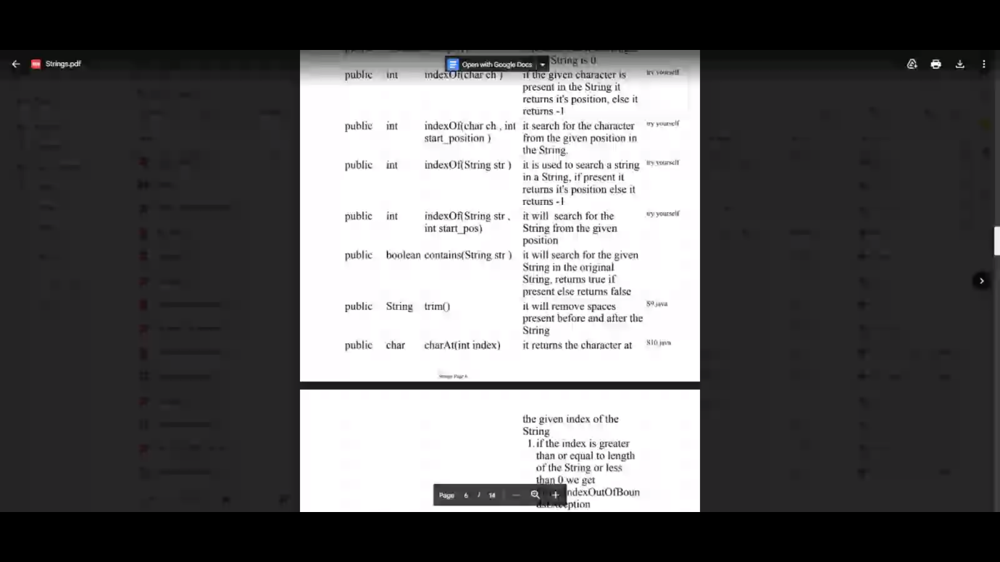 Strings.pdf
Open with Google Docs
String is 0
public int indexOf(char ch ) if the given character is try yourself
present in the String it
returns it's position, else it
returns -1
public int indexOf(char ch , int it search for the character try yourself
start_position ) from the given position in
the String.
public int indexOf(String str ) it is used to search a string try yourself
in a String, if present it
returns it's position else it
returns -1
public int indexOf(String str , it will search for the try yourself
int start_pos) String from the given
position
public boolean contains(String str ) it will search for the given
String in the original
String, returns true if
present else returns false
public String trim() it will remove spaces S9.java
present before and after the
String
public char charAt(int index) it returns the character at S10.java
Strings Page 6
the given index of the
String
1. if the index is greater
than or equal to length
of the String or less
than 0 we get
IndexOutOfBoun
dsException
Page 6 / 14